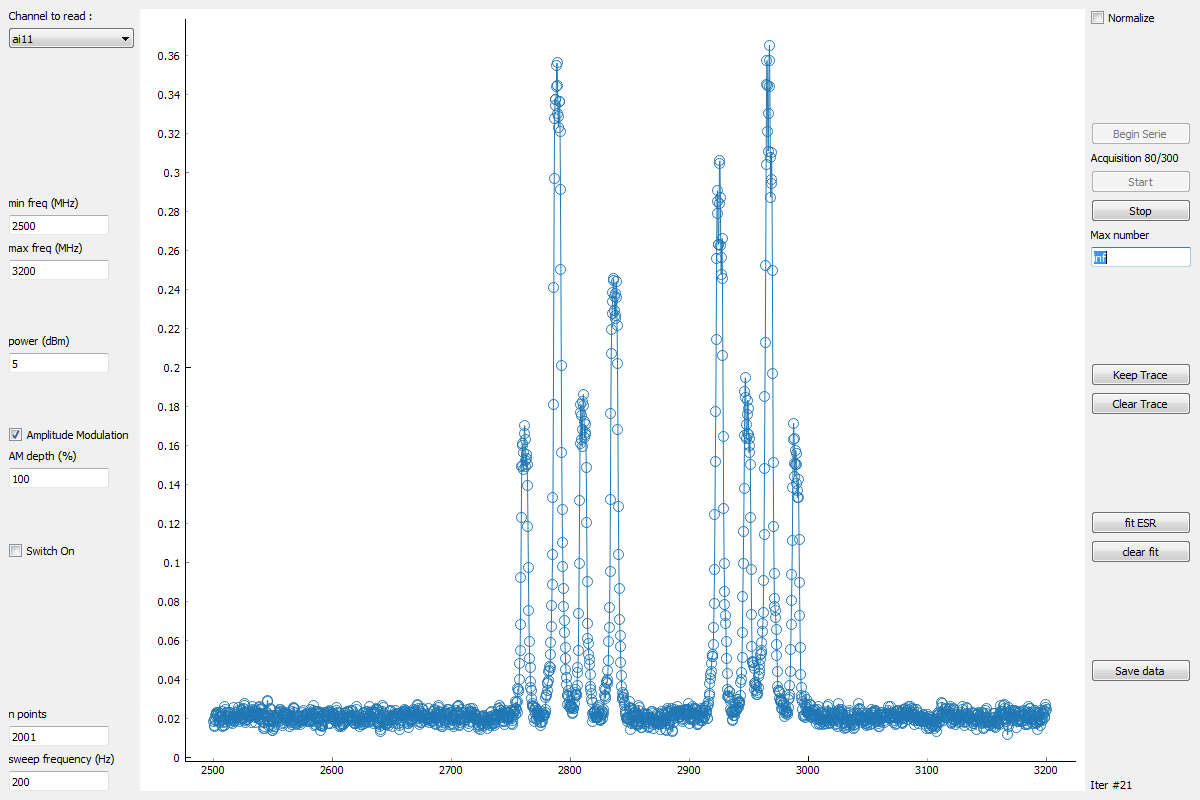 Channel to read :
ai11
min freq (MHz)
2500
max freq (MHz)
3200
power (dBm)
5
Amplitude Modulation
AM depth (%)
100
Switch On
n points
2001
sweep frequency (Hz)
200
0.36
0.34
0.32
0.3
0.28
0.26
0.24
0.22
0.2
0.18
0.16
0.14
0.12
0.1
0.08
0.06
0.04
0.02
0
2500 2600 2700 2800 2900 3000 3100 3200
Normalize
Begin Serie
Acquisition 80/300
Start
Stop
Max number
inf
Keep Trace
Clear Trace
fit ESR
clear fit
Save data
Iter #21